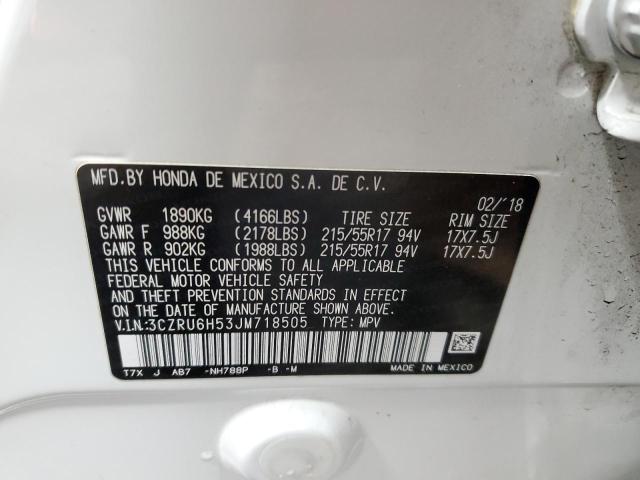 MFD.BY HONDA DE MEXICO S.A. DE C.V.
02/'18
GVWR 1890KG (4166LBS) TIRE SIZE RIM SIZE
GAWR F 988KG (2178LBS) 215/55R17 94V 17X7.5J
GAWR R 902KG (1988LBS) 215/55R17 94V 17X7.5J
THIS VEHICLE CONFORMS TO ALL APPLICABLE
FEDERAL MOTOR VEHICLE SAFETY
AND THEFT PREVENTION STANDARDS IN EFFECT
ON THE DATE OF MANUFACTURE SHOWN ABOVE.
V.I.N.:3CZRU6H53JM718505 TYPE: MPV
T7X J AB7 -NH788P -B -M
MADE IN MEXICO